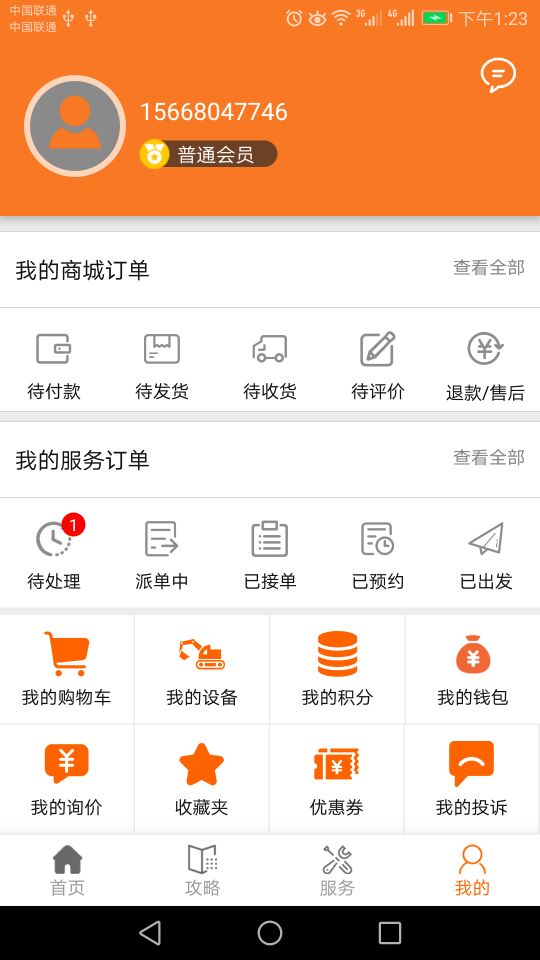 中国联通
中国联通
3G 4G 下午1:23
15668047746
普通会员
我的商城订单 查看全部
待付款 待发货 待收货 待评价 退款/售后
我的服务订单 查看全部
1
待处理 派单中 已接单 已预约 已出发
我的购物车 我的设备 我的积分 我的钱包
我的询价 收藏夹 优惠券 我的投诉
首页 攻略 服务 我的